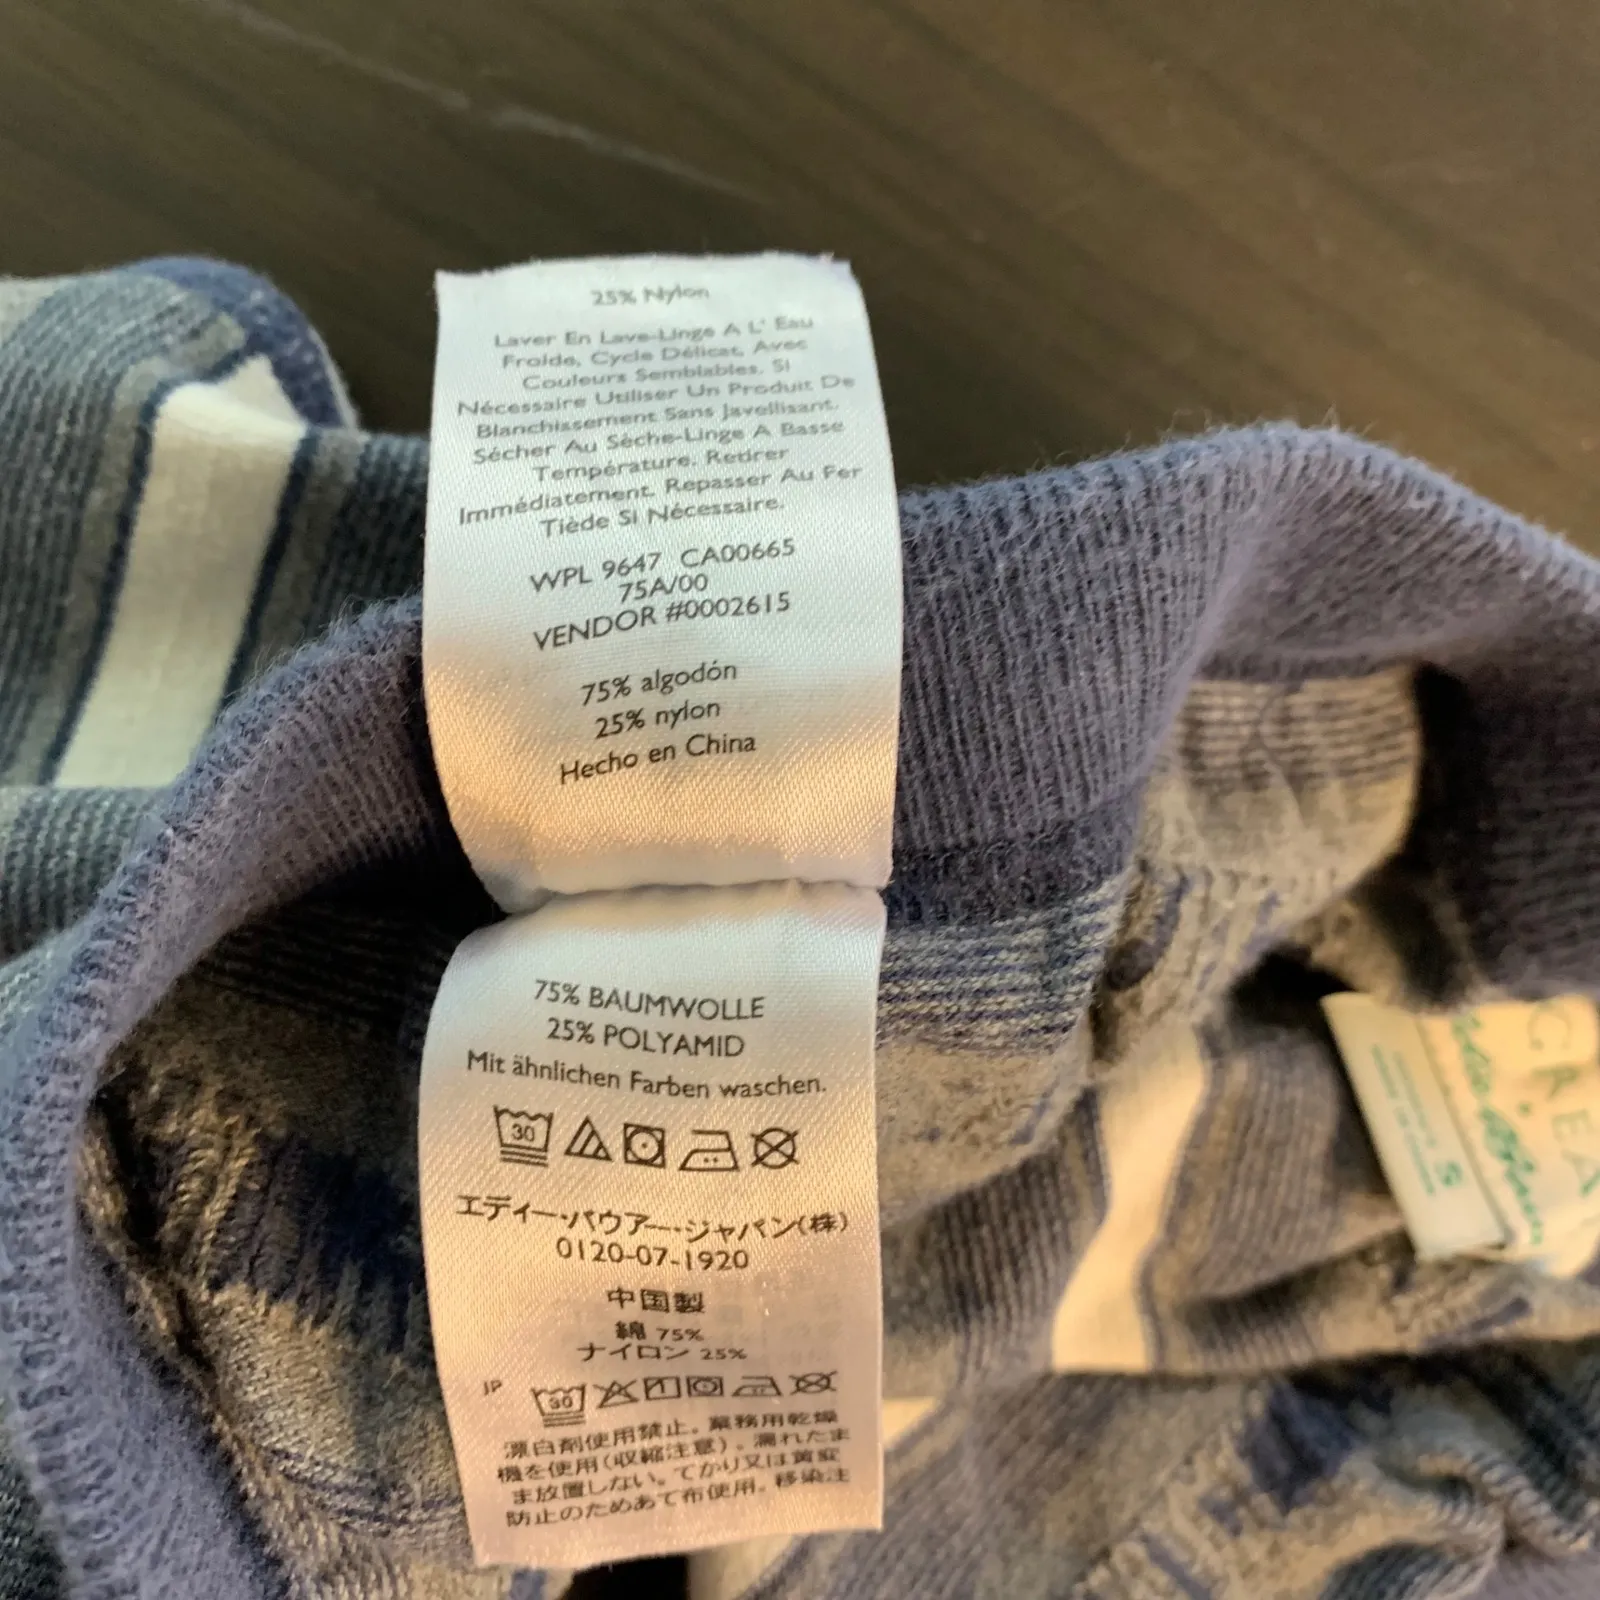 25% Nylon
Laver En Lave-Linge A L' Eau
Froide, Cycle Délicat, Avec
Couleurs Semblables. Si
Nécessaire Utiliser Un Produit De
Blanchissement Sans Javellisant.
Sécher Au Sèche-Linge A Basse
Température. Retirer
Immédiatement. Repasser Au Fer
Tiède Si Nécessaire.
WPL 9647 CA00665
75A/00
VENDOR #0002615
75% algodón
25% nylon
Hecho en China
75% BAUMWOLLE
25% POLYAMID
Mit ähnlichen Farben waschen.
30
エディー・バウアー・ジャパン(株)
0120-07-1920
中国製
綿 75%
ナイロン 25%
JP
30
漂白剤使用禁止。業務用乾燥
機を使用(収縮注意)。濡れたま
ま放置しない。てかり又は黄変
防止のためあて布使用。移染注
S